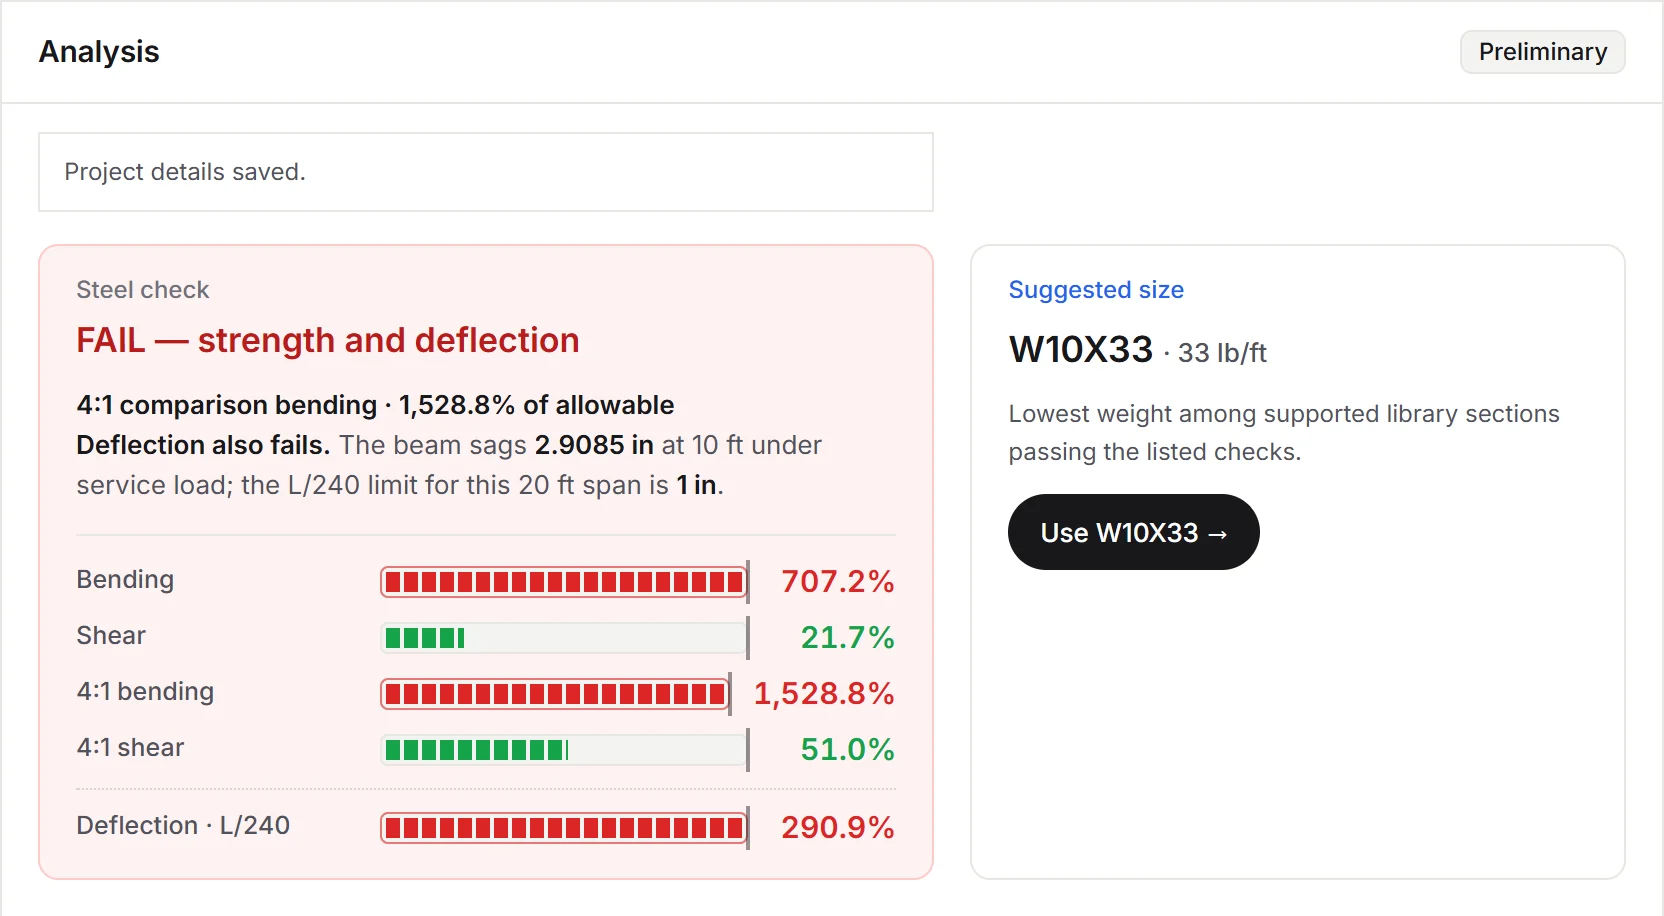 Analysis
Preliminary
Project details saved.
Steel check
FAIL — strength and deflection
4:1 comparison bending · 1,528.8% of allowable
Deflection also fails. The beam sags 2.9085 in at 10 ft under
service load; the L/240 limit for this 20 ft span is 1 in.
Bending 707.2%
Shear 21.7%
4:1 bending 1,528.8%
4:1 shear 51.0%
Deflection · L/240 290.9%
Suggested size
W10X33 · 33 lb/ft
Lowest weight among supported library sections
passing the listed checks.
Use W10X33 →